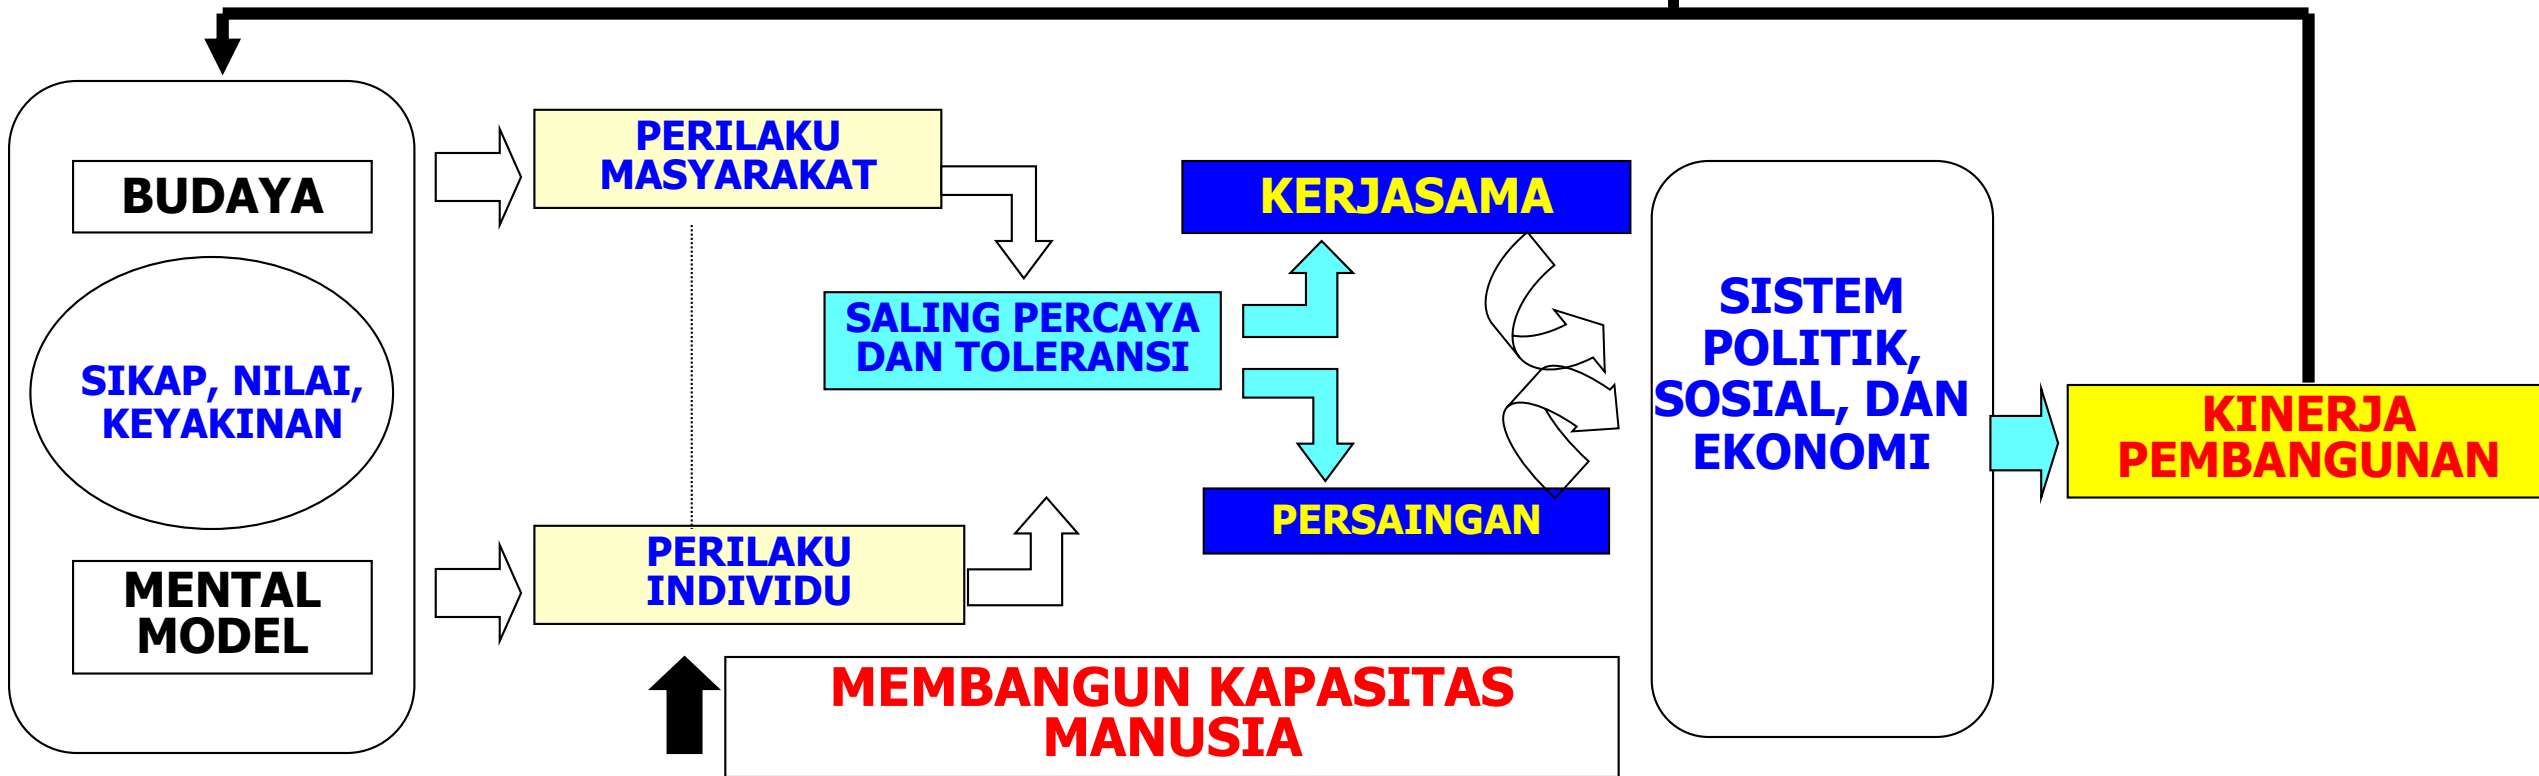 BUDAYA
SIKAP, NILAI,
KEYAKINAN
MENTAL
MODEL
PERILAKU
MASYARAKAT
PERILAKU
INDIVIDU
SALING PERCAYA
DAN TOLERANSI
KERJASAMA
PERSAINGAN
SISTEM
POLITIK,
SOSIAL, DAN
EKONOMI
KINERJA
PEMBANGUNAN
MEMBANGUN KAPASITAS
MANUSIA